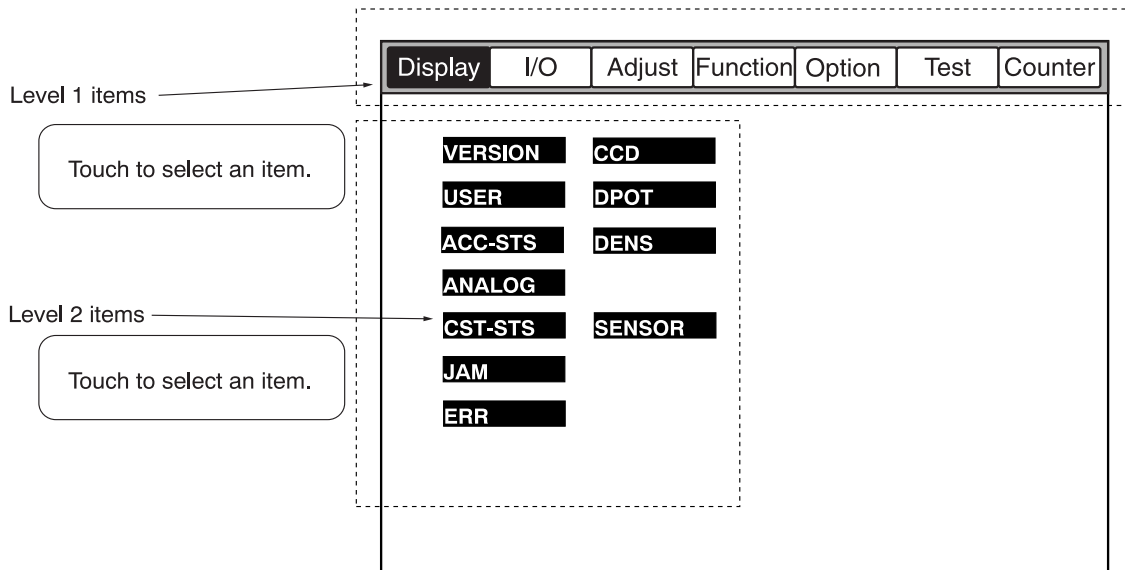 Display I/O Adjust Function Option Test Counter
Level 1 items
Touch to select an item.
VERSION CCD
USER DPOT
ACC-STS DENS
ANALOG
Level 2 items
CST-STS SENSOR
Touch to select an item.
JAM
ERR